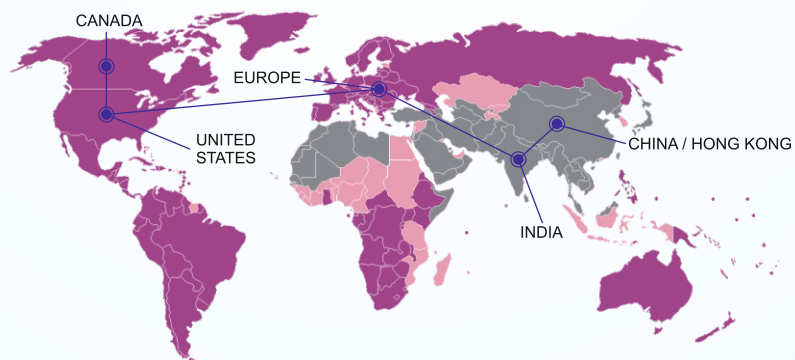 CANADA
EUROPE
UNITED
STATES
CHINA / HONG KONG
INDIA